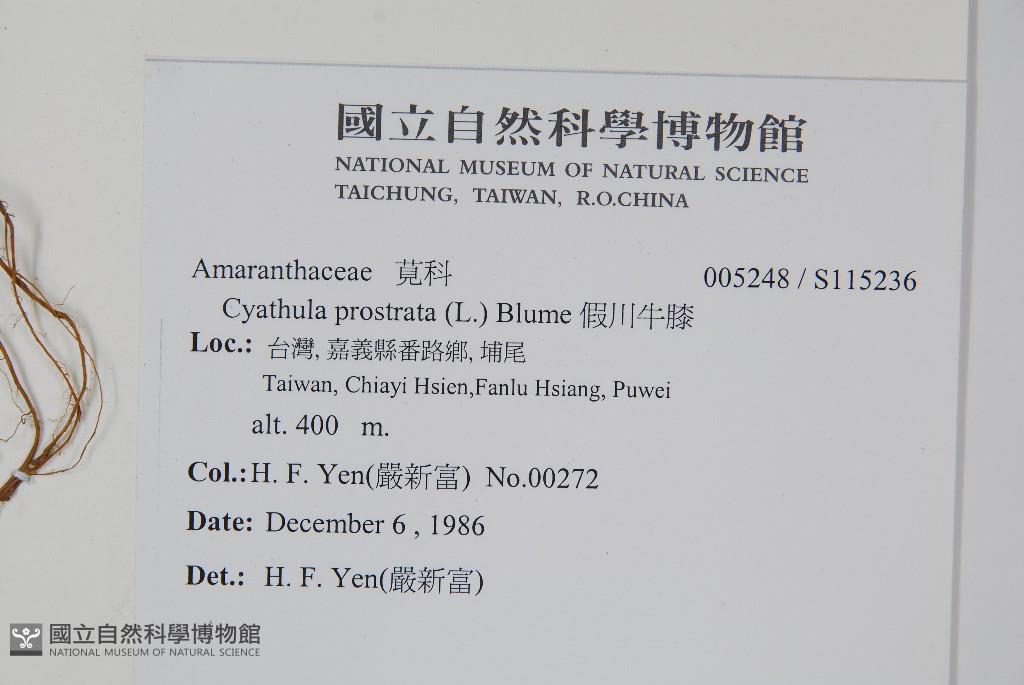 國立自然科學博物館
NATIONAL MUSEUM OF NATURAL SCIENCE
TAICHUNG, TAIWAN, R.O.CHINA
Amaranthaceae 莧科 005248 / S115236
Cyathula prostrata (L.) Blume 假川牛膝
Loc.: 台灣, 嘉義縣番路鄉, 埔尾
Taiwan, Chiayi Hsien,Fanlu Hsiang, Puwei
alt. 400 m.
Col.: H. F. Yen(嚴新富) No.00272
Date: December 6 , 1986
Det.: H. F. Yen(嚴新富)
國立自然科學博物館
NATIONAL MUSEUM OF NATURAL SCIENCE